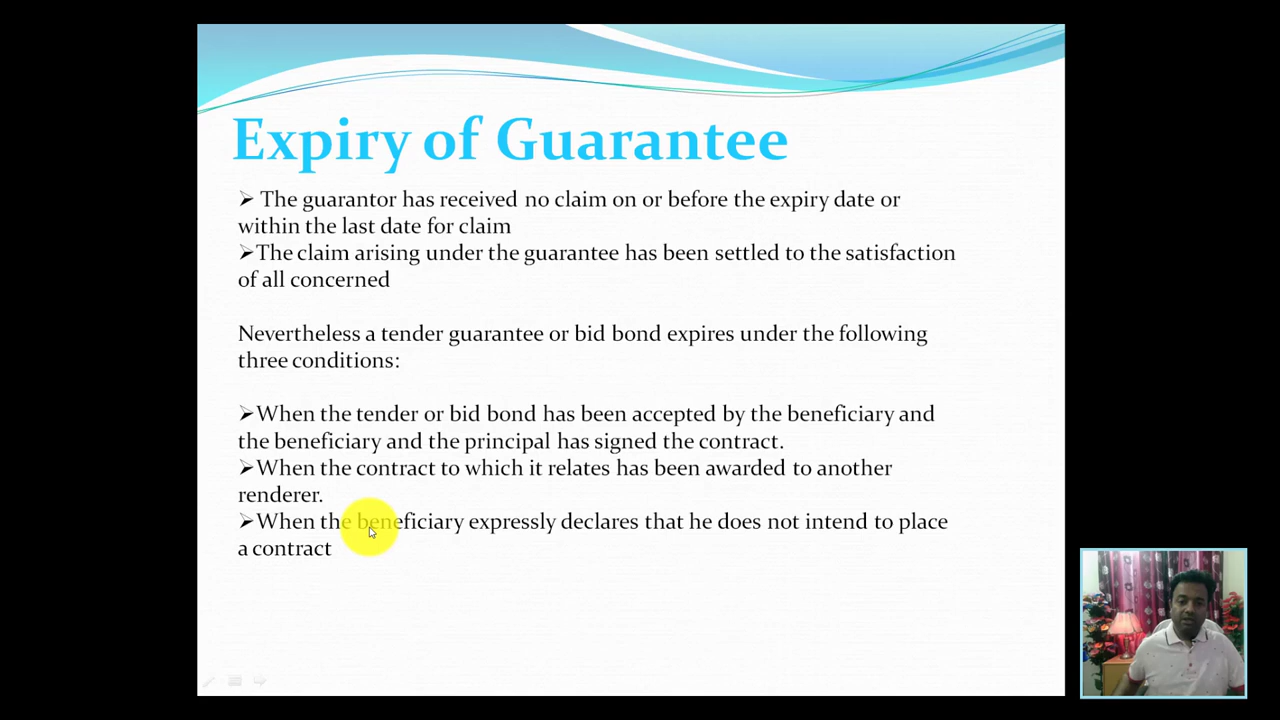 Expiry of Guarantee
➢ The guarantor has received no claim on or before the expiry date or
within the last date for claim
➢The claim arising under the guarantee has been settled to the satisfaction
of all concerned
Nevertheless a tender guarantee or bid bond expires under the following
three conditions:
➢When the tender or bid bond has been accepted by the beneficiary and
the beneficiary and the principal has signed the contract.
➢When the contract to which it relates has been awarded to another
renderer.
➢When the beneficiary expressly declares that he does not intend to place
a contract